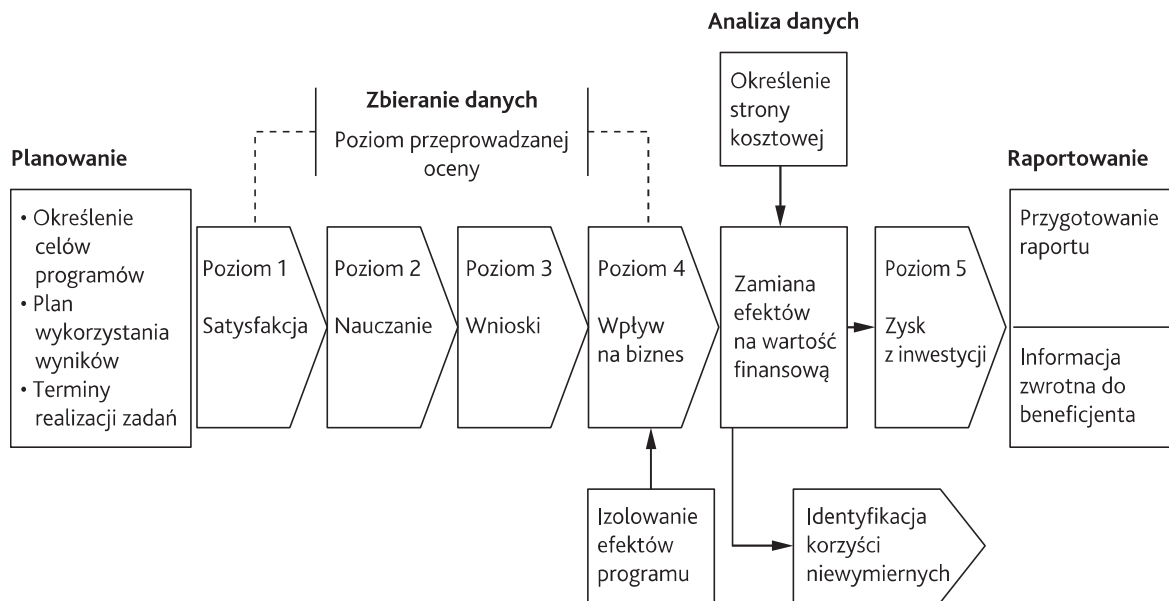 Analiza danych
Określenie
strony
kosztowej
Zbieranie danych
Poziom przeprowadzanej
oceny
Planowanie
• Określenie
celów
programów
• Plan
wykorzystania
wyników
• Terminy
realizacji zadań
Poziom 1
Satysfakcja
Poziom 2
Nauczanie
Poziom 3
Wnioski
Poziom 4
Wpływ
na biznes
Zamiana
efektów
na wartość
finansową
Poziom 5
Zysk
z inwestycji
Raportowanie
Przygotowanie
raportu
Informacja
zwrotna do
beneficjenta
Izolowanie
efektów
programu
Identyfikacja
korzyści
niewymiernych